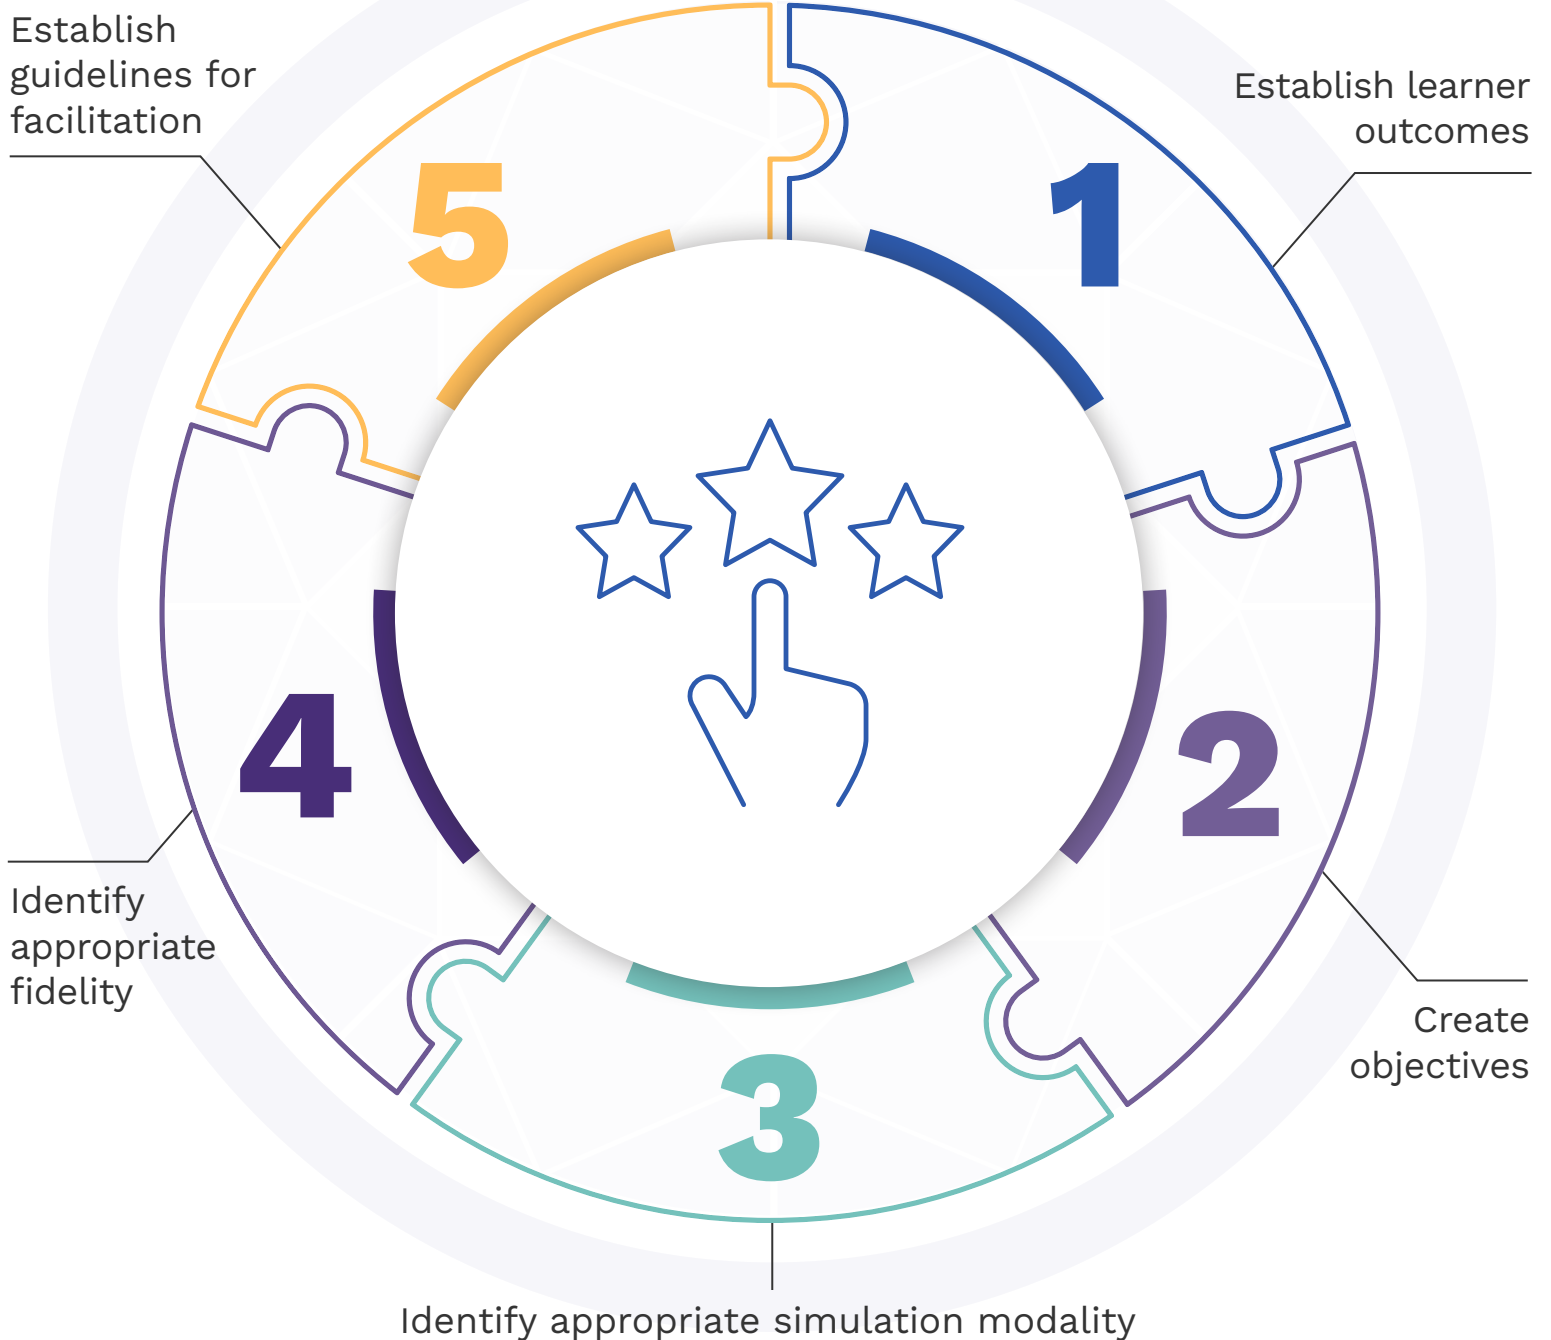 1
Establish learner
outcomes
2
Create
objectives
3
Identify appropriate simulation modality
4
Identify
appropriate
fidelity
5
Establish
guidelines for
facilitation